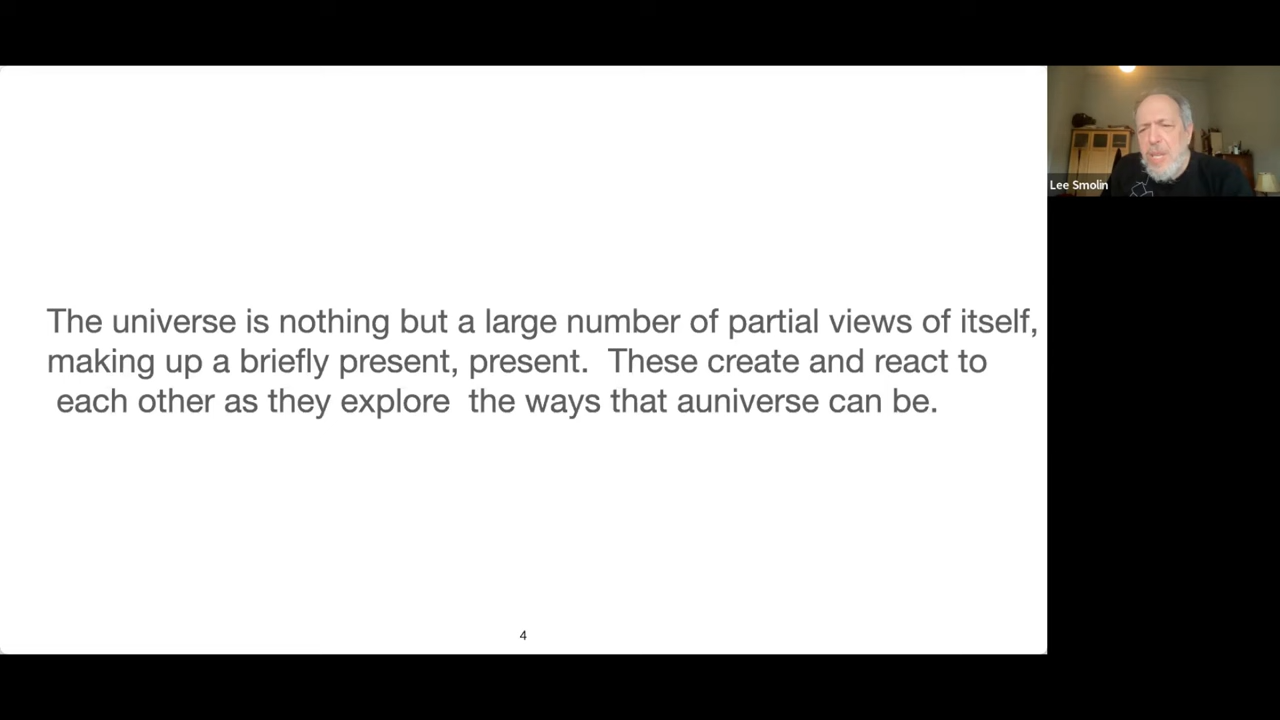 The universe is nothing but a large number of partial views of itself,
making up a briefly present, present.  These create and react to
each other as they explore  the ways that auniverse can be.
4
Lee Smolin